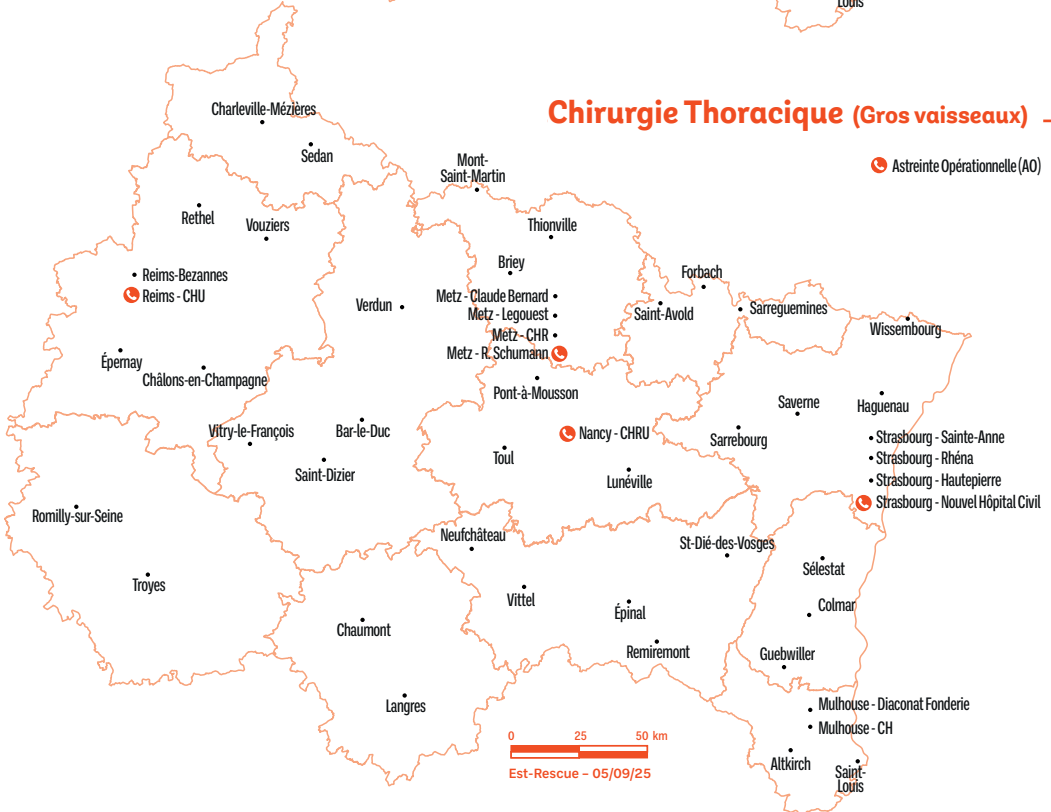 Louis
Chirurgie Thoracique (Gros vaisseaux)
Astreinte Opérationnelle (AO)
Charleville-Mézières
Sedan
Mont-
Saint-Martin
Rethel
Vouziers
Thionville
Briey
Reims-Bezannes
Reims - CHU
Verdun
Metz - Claude Bernard
Metz - Legouest
Metz - CHR
Metz - R. Schumann
Forbach
Saint-Avold
Sarreguemines
Wissembourg
Épernay
Châlons-en-Champagne
Pont-à-Mousson
Saverne
Haguenau
Vitry-le-François
Bar-le-Duc
Saint-Dizier
Toul
Nancy - CHRU
Lunéville
Sarrebourg
Strasbourg - Sainte-Anne
Strasbourg - Rhéna
Strasbourg - Hautepierre
Strasbourg - Nouvel Hôpital Civil
Romilly-sur-Seine
Troyes
Neufchâteau
St-Dié-des-Vosges
Vittel
Épinal
Remiremont
Sélestat
Colmar
Guebwiller
Chaumont
Langres
Mulhouse - Diaconat Fonderie
Mulhouse - CH
Altkirch
Saint-
Louis
0 25 50 km
Est-Rescue - 05/09/25